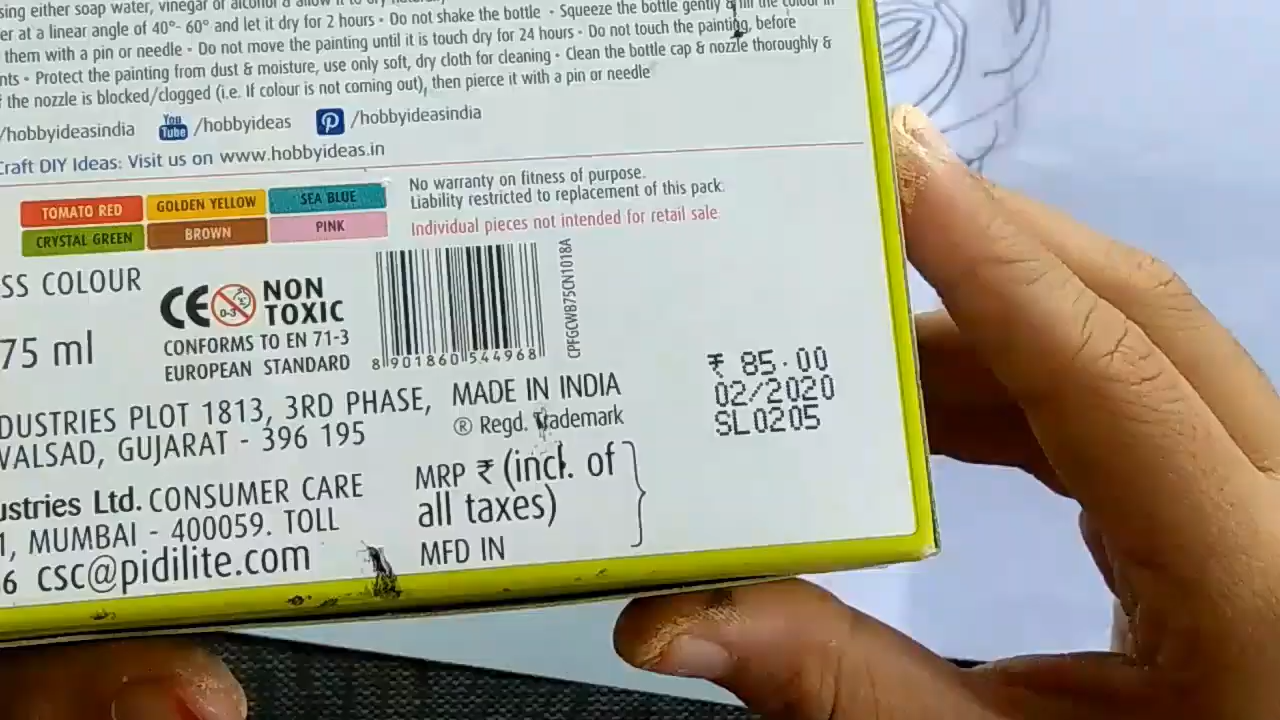 sing either soap water, vinegar or alcohol & allow it to dry
er at a linear angle of 40°- 60° and let it dry for 2 hours • Do not shake the bottle • Squeeze the bottle gently & fill the colour in
them with a pin or needle • Do not move the painting until it is touch dry for 24 hours • Do not touch the painting, before
nts • Protect the painting from dust & moisture, use only soft, dry cloth for cleaning • Clean the bottle cap & nozzle thoroughly &
f the nozzle is blocked/clogged (i.e. If colour is not coming out), then pierce it with a pin or needle
/hobbyideasindia You Tube /hobbyideas /hobbyideasindia
Craft DIY Ideas: Visit us on www.hobbyideas.in
TOMATO RED GOLDEN YELLOW SEA BLUE
CRYSTAL GREEN BROWN PINK
No warranty on fitness of purpose.
Liability restricted to replacement of this pack.
Individual pieces not intended for retail sale
SS COLOUR
75 ml
CE 0-3 NON
TOXIC
CONFORMS TO EN 71-3
EUROPEAN STANDARD
8 901860 544968
CPFGCWB75CN1018A
DUSTRIES PLOT 1813, 3RD PHASE,
VALSAD, GUJARAT - 396 195
MADE IN INDIA
® Regd. Trademark
₹ 85.00
02/2020
SL0205
ustries Ltd. CONSUMER CARE
1, MUMBAI - 400059. TOLL
6 csc@pidilite.com
MRP ₹ (incl. of
all taxes)
MFD IN